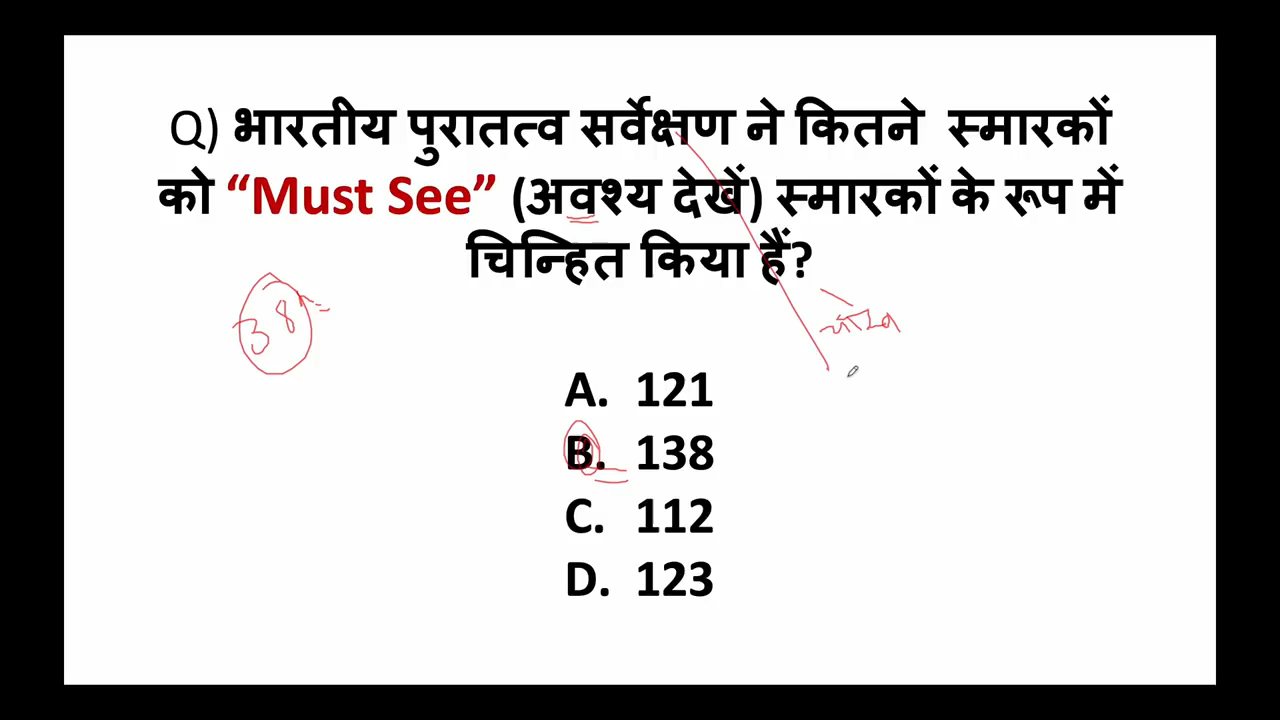 Q) भारतीय पुरातत्व सर्वेक्षण ने कितने स्मारकों
को “Must See” (अवश्य देखें) स्मारकों के रूप में
चिन्हित किया हैं?
38
A. 121
B. 138
C. 112
D. 123